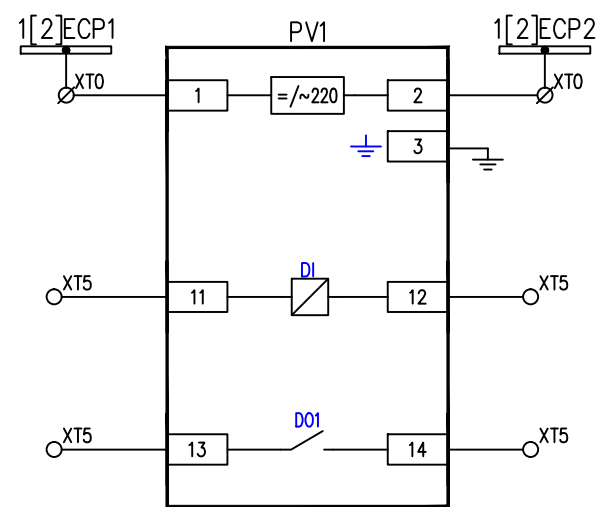 1[2]ECP1
PV1
1[2]ECP2
XT0
1
=/~220
2
XT0
3
XT5
11
DI
12
XT5
XT5
13
DO1
14
XT5